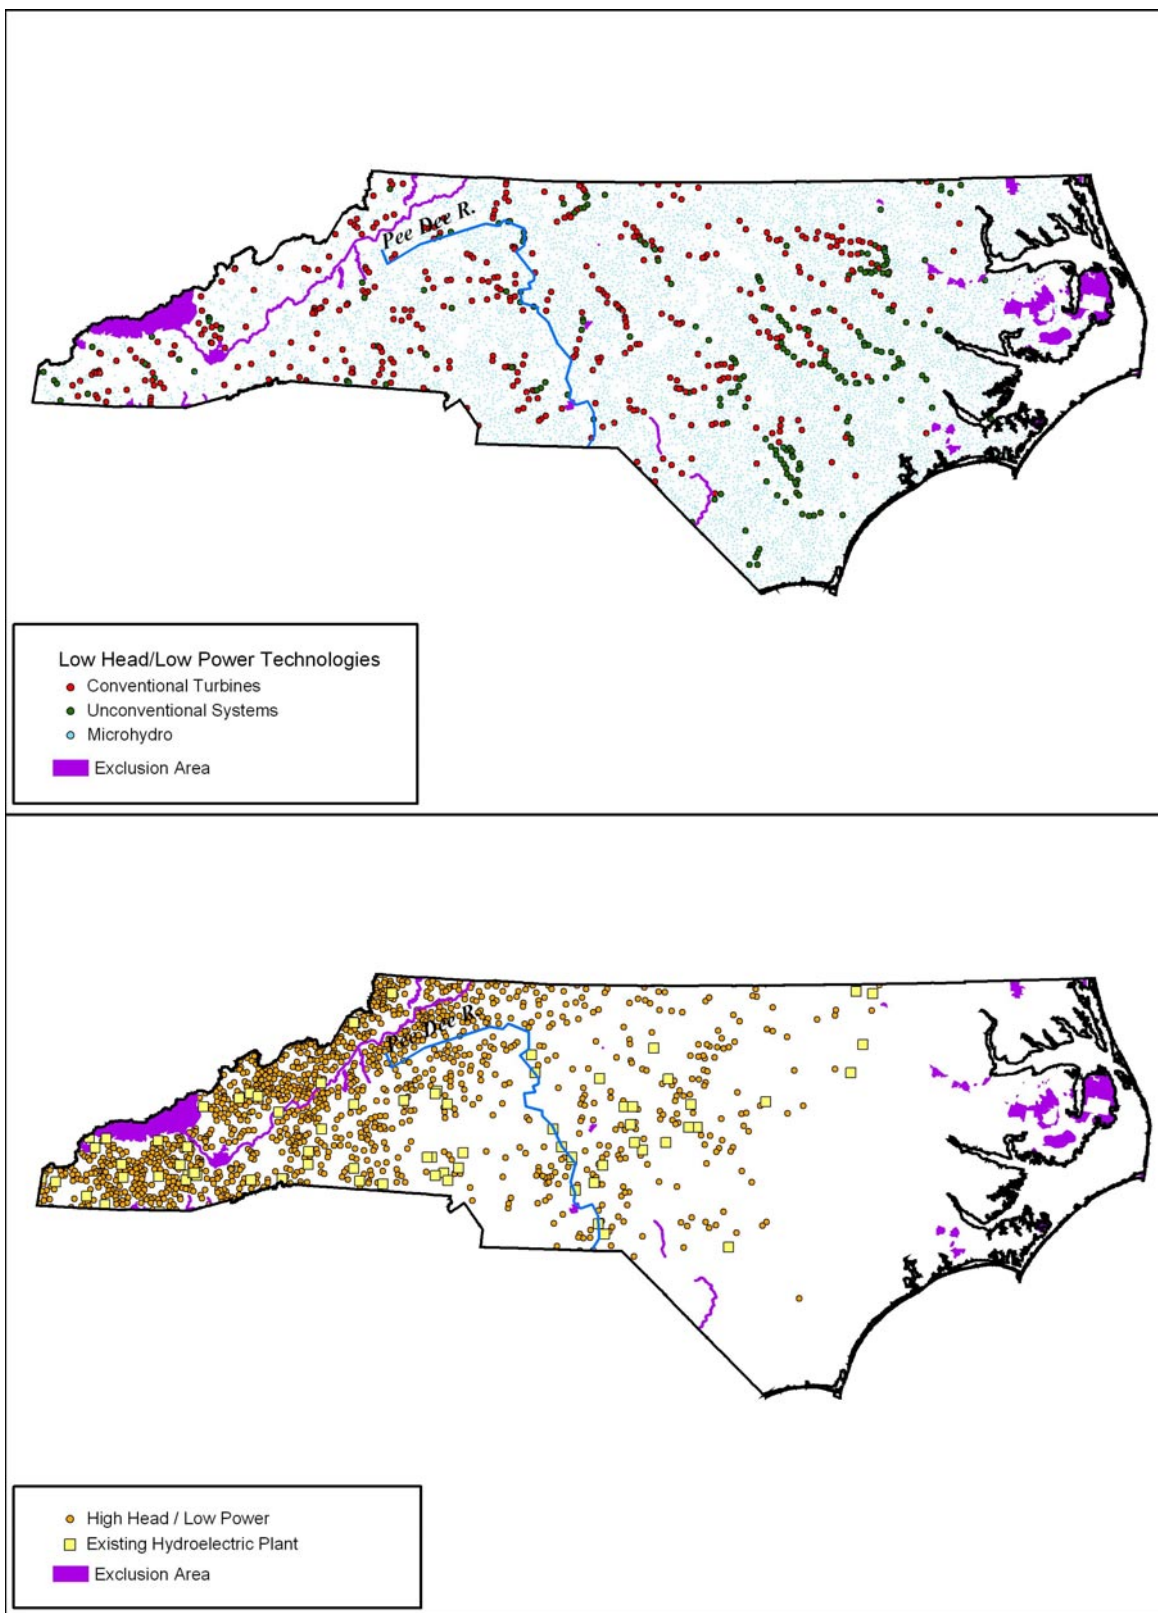 Pee Dee R.
Low Head/Low Power Technologies
Conventional Turbines
Unconventional Systems
Microhydro
Exclusion Area
Pee Dee R.
High Head / Low Power
Existing Hydroelectric Plant
Exclusion Area